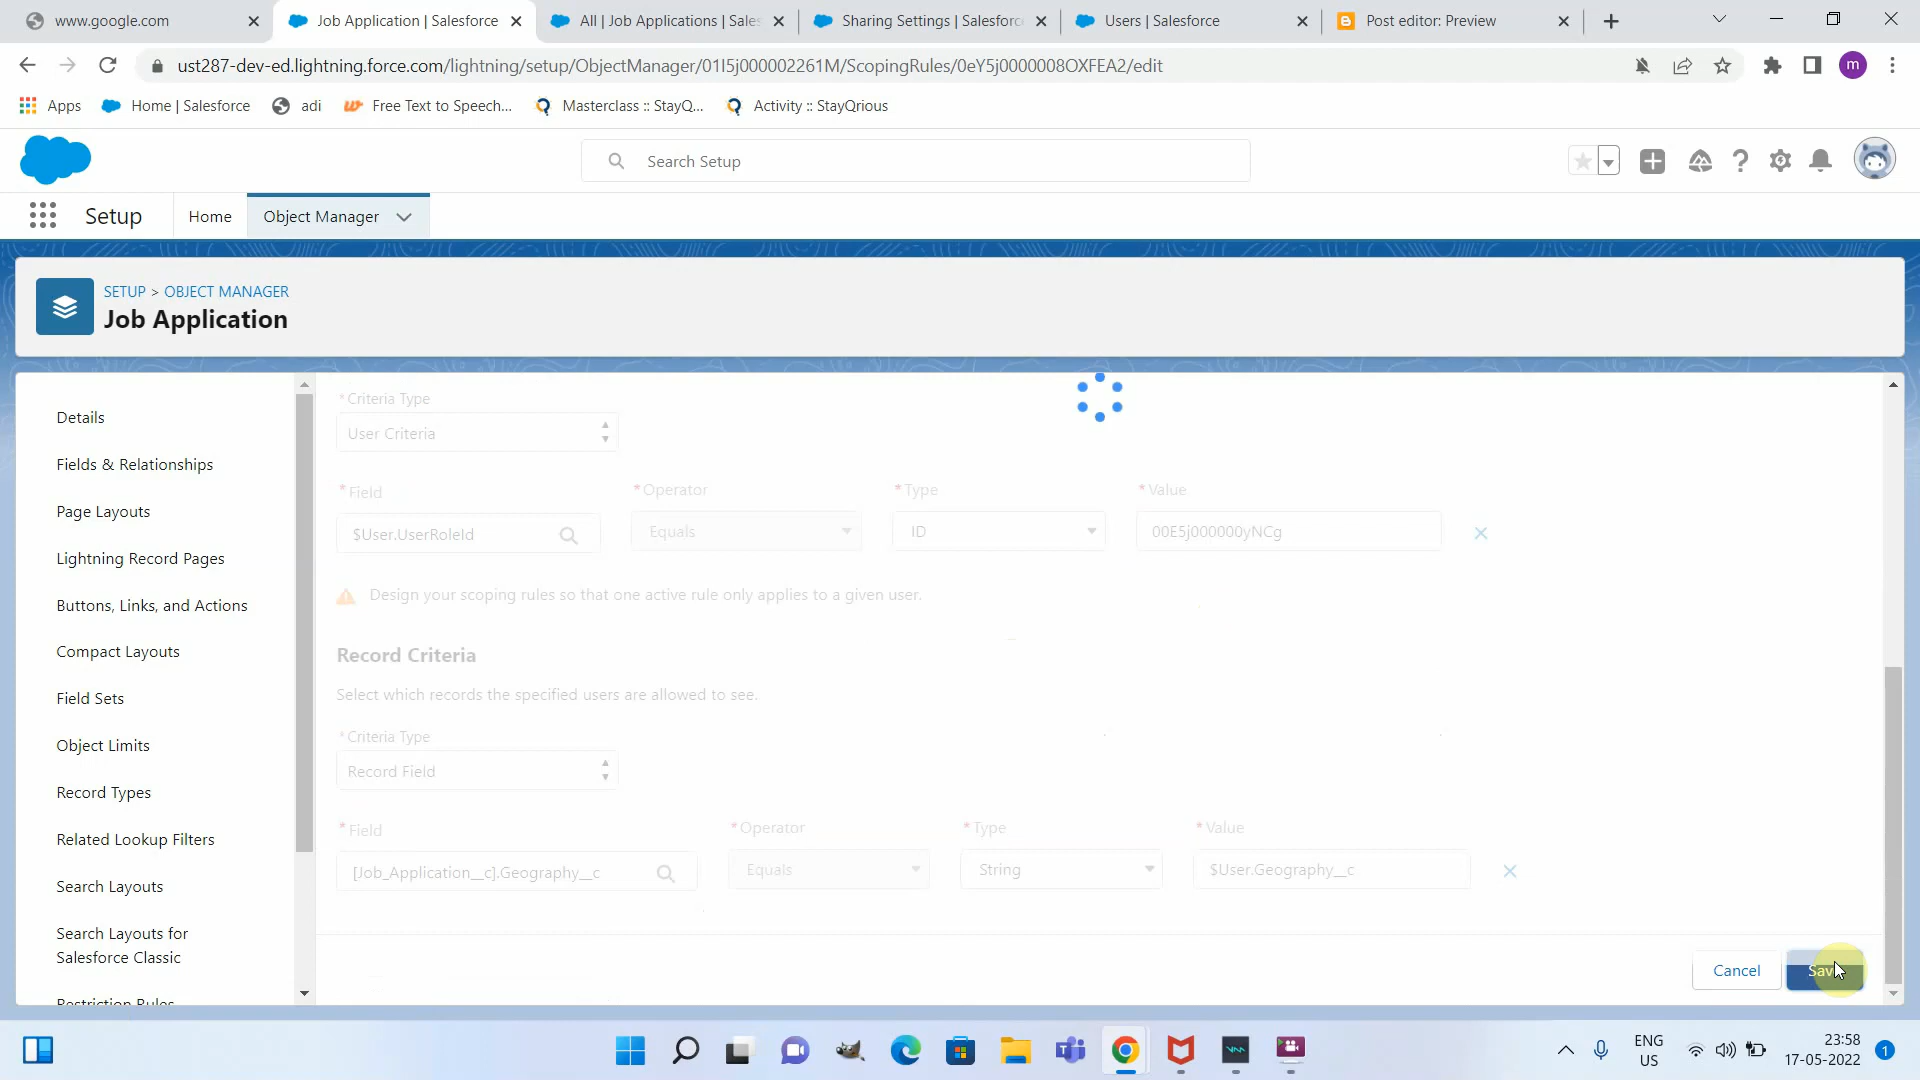 www.google.com
Job Application | Salesforce
All | Job Applications | Sales
Sharing Settings | Salesforc
Users | Salesforce
Post editor: Preview
ust287-dev-ed.lightning.force.com/lightning/setup/ObjectManager/01I5j000002261M/ScopingRules/0eY5j0000008OXFEA2/edit
m
Apps
Home | Salesforce
adi
Free Text to Speech...
Masterclass :: StayQ...
Activity :: StayQrious
Search Setup
Setup
Home
Object Manager
SETUP > OBJECT MANAGER
Job Application
Details
Fields & Relationships
Page Layouts
Lightning Record Pages
Buttons, Links, and Actions
Compact Layouts
Field Sets
Object Limits
Record Types
Related Lookup Filters
Search Layouts
Search Layouts for
Salesforce Classic
Restriction Rules
*Criteria Type
User Criteria
*Field
*Operator
*Type
*Value
$User.UserRoleId
Equals
ID
00E5j000000yNCg
Design your scoping rules so that one active rule only applies to a given user.
Record Criteria
Select which records the specified users are allowed to see.
*Criteria Type
Record Field
*Field
*Operator
*Type
*Value
[Job_Application__c].Geography__c
Equals
String
$User.Geography__c
Cancel
Save
ENG
US
23:58
17-05-2022
1